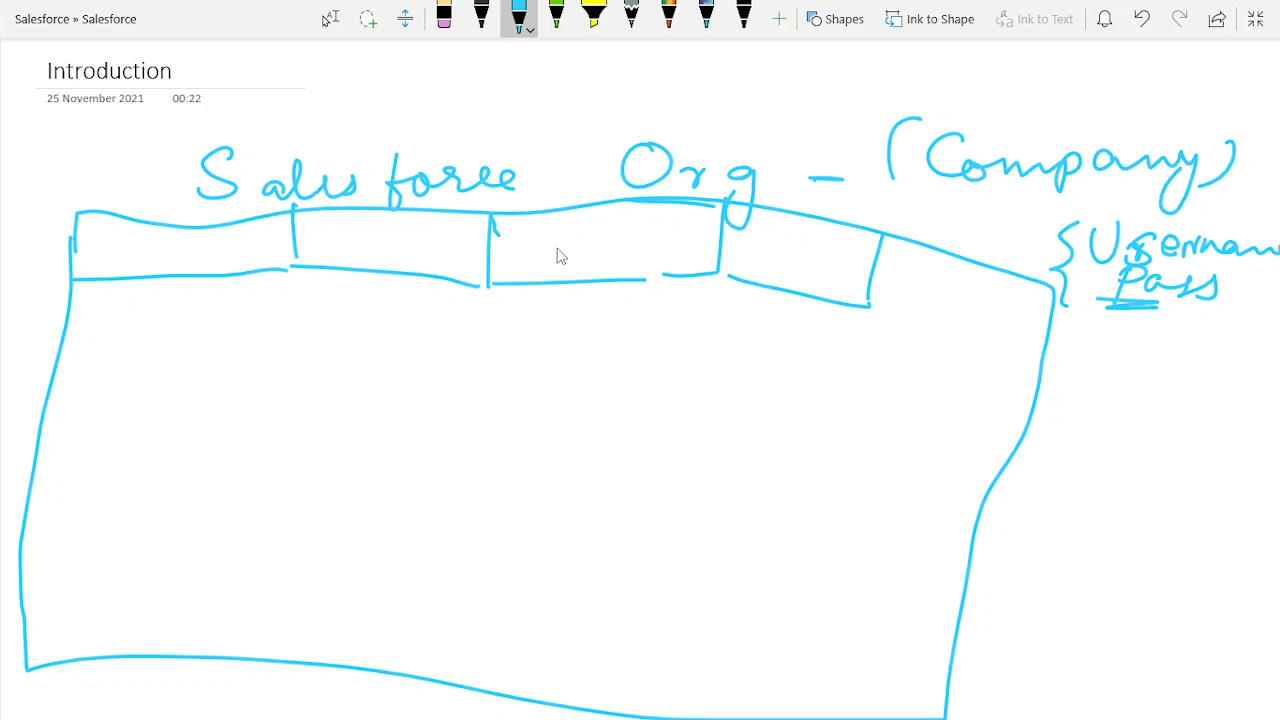 Salesforce » Salesforce
Shapes
Ink to Shape
Ink to Text
Introduction
25 November 2021 00:22
Salesforce Org - (Company)
{ Usernam
& Pass